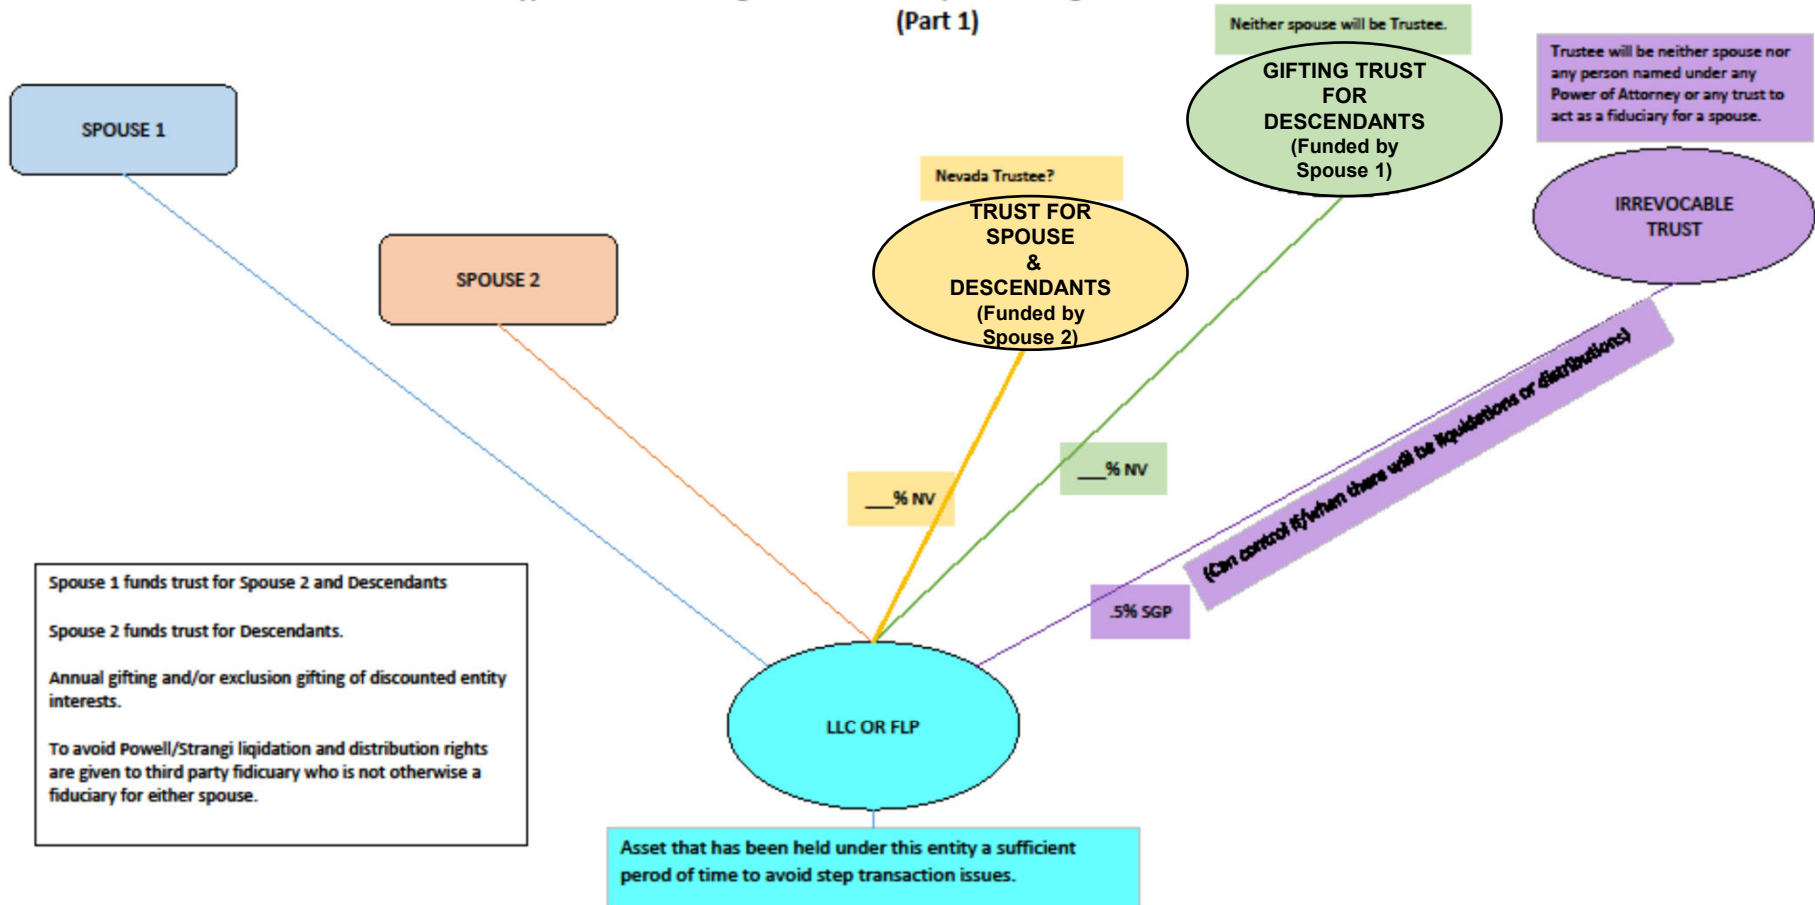 (Part 1)
Neither spouse will be Trustee.
GIFTING TRUST
FOR
DESCENDANTS
(Funded by
Spouse 1)
Trustee will be neither spouse nor
any person named under any
Power of Attorney or any trust to
act as a fiduciary for a spouse.
IRREVOCABLE
TRUST
SPOUSE 1
SPOUSE 2
Nevada Trustee?
TRUST FOR
SPOUSE
&
DESCENDANTS
(Funded by
Spouse 2)
(Can control if/when there will be liquidations or distributions)
___% NV
___% NV
.5% SGP
Spouse 1 funds trust for Spouse 2 and Descendants
Spouse 2 funds trust for Descendants.
Annual gifting and/or exclusion gifting of discounted entity
interests.
To avoid Powell/Strangi liqidation and distribution rights
are given to third party fidicuary who is not otherwise a
fiduciary for either spouse.
LLC OR FLP
Asset that has been held under this entity a sufficient
perod of time to avoid step transaction issues.